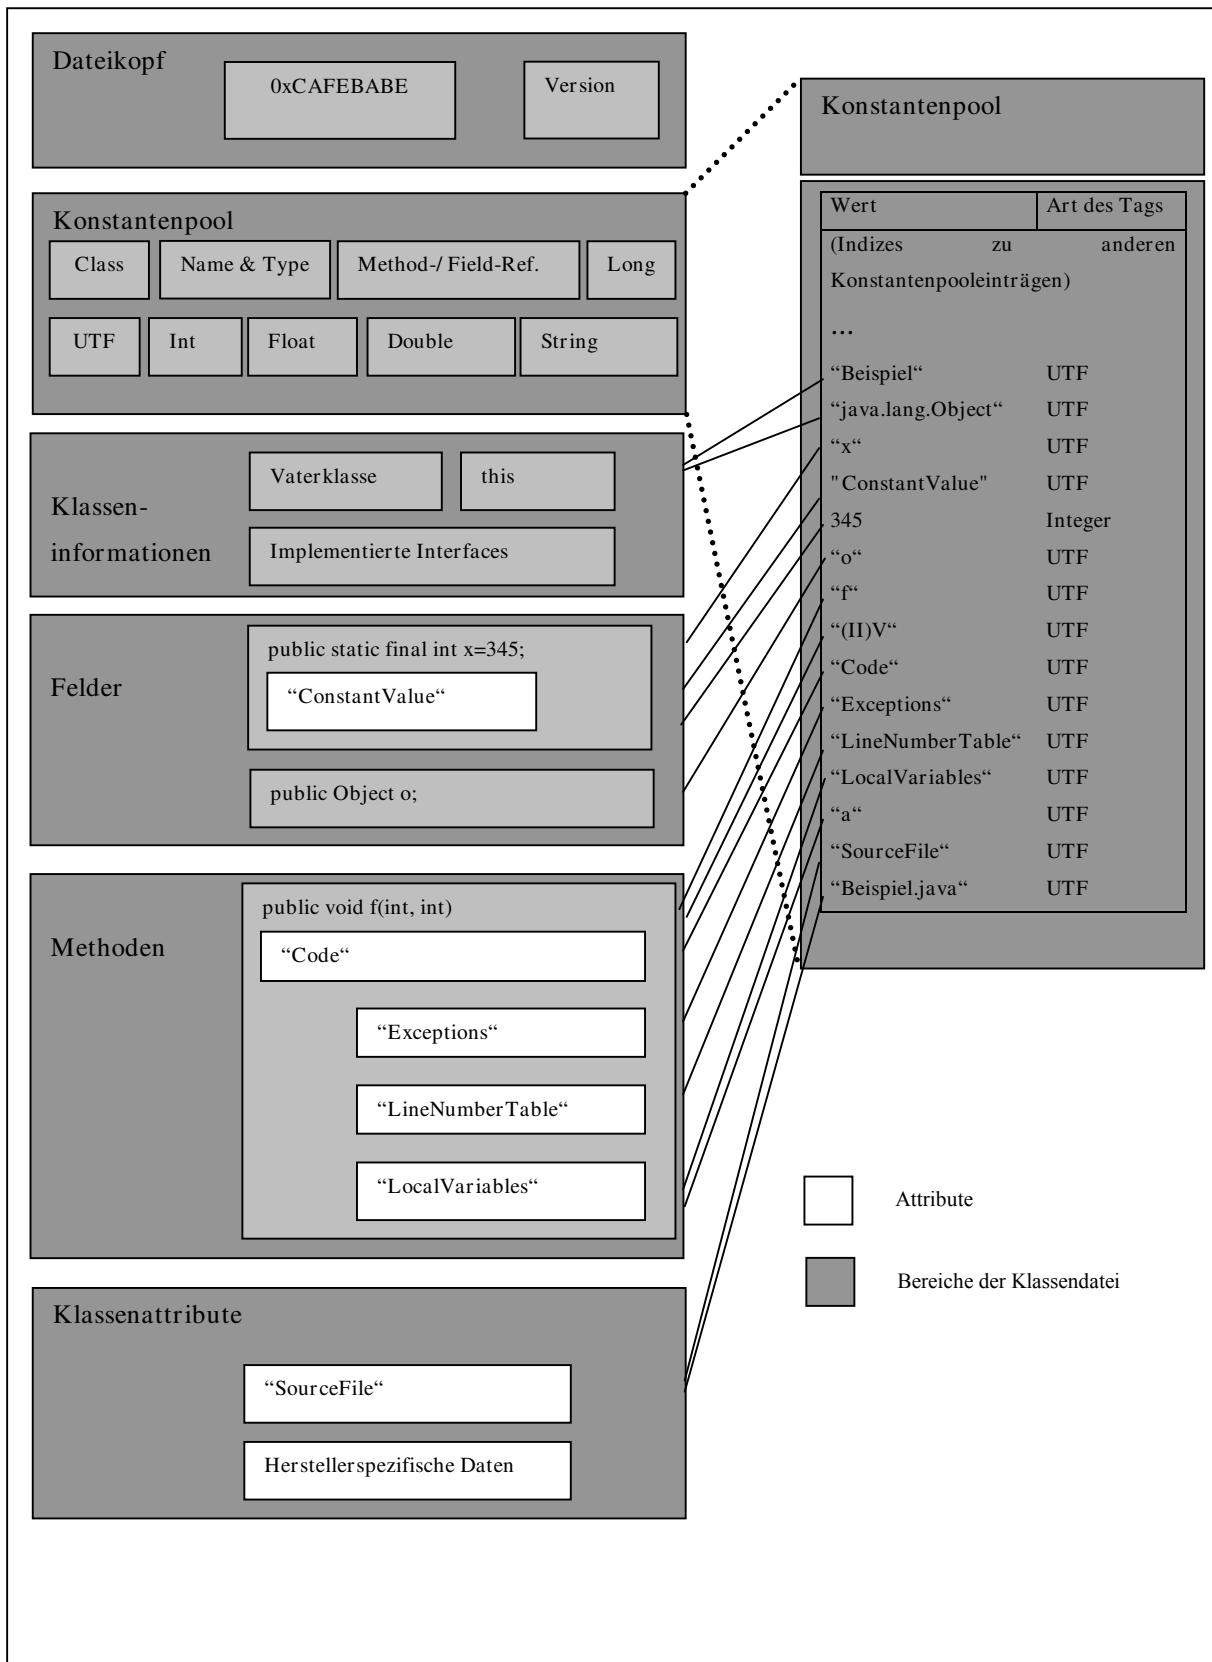 Dateikopf
0xCAFEBABE
Version
Konstantenpool
Class
Name & Type
Method-/ Field-Ref.
Long
UTF
Int
Float
Double
String
Klassen-
informationen
Vaterklasse
this
Implementierte Interfaces
Felder
public static final int x=345;
“ConstantValue“
public Object o;
Methoden
public void f(int, int)
“Code“
“Exceptions“
“LineNumberTable“
“LocalVariables“
Klassenattribute
“SourceFile“
Herstellerspezifische Daten
Konstantenpool
Wert Art des Tags
(Indizes zu anderen
Konstantenpooleinträgen)
...
“Beispiel“ UTF
“java.lang.Object“ UTF
“x“ UTF
"ConstantValue" UTF
345 Integer
“o“ UTF
“f“ UTF
“(II)V“ UTF
“Code“ UTF
“Exceptions“ UTF
“LineNumberTable“ UTF
“LocalVariables“ UTF
“a“ UTF
“SourceFile“ UTF
“Beispiel.java“ UTF
Attribute
Bereiche der Klassendatei